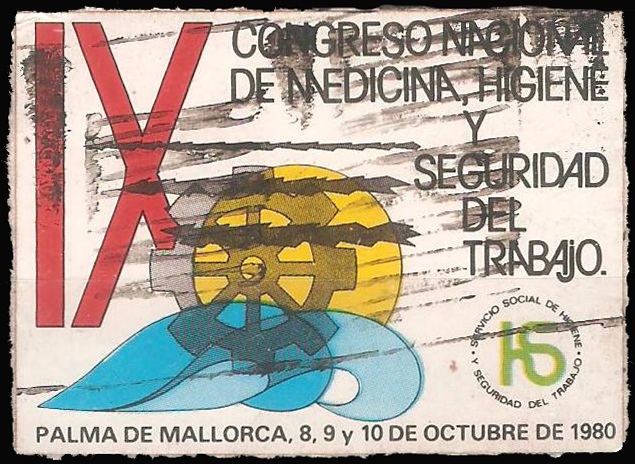 IX
CONGRESO NACIONAL
DE MEDICINA, HIGIENE
Y
SEGURIDAD
DEL
TRABAJO.
· SERVICIO SOCIAL DE HIGIENE ·
Y SEGURIDAD DEL TRABAJO
HS
PALMA DE MALLORCA, 8, 9 y 10 DE OCTUBRE DE 1980